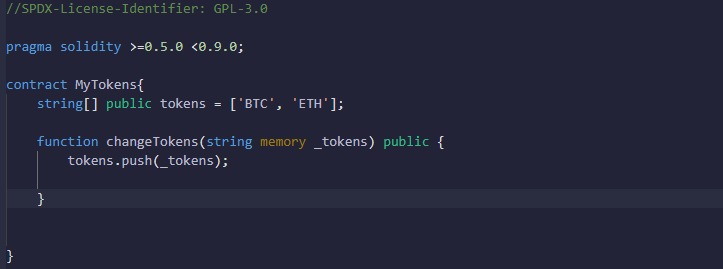 //SPDX-License-Identifier: GPL-3.0
pragma solidity >=0.5.0 <0.9.0;
contract MyTokens{
string[] public tokens = ['BTC', 'ETH'];
function changeTokens(string memory _tokens) public {
tokens.push(_tokens);
}
}